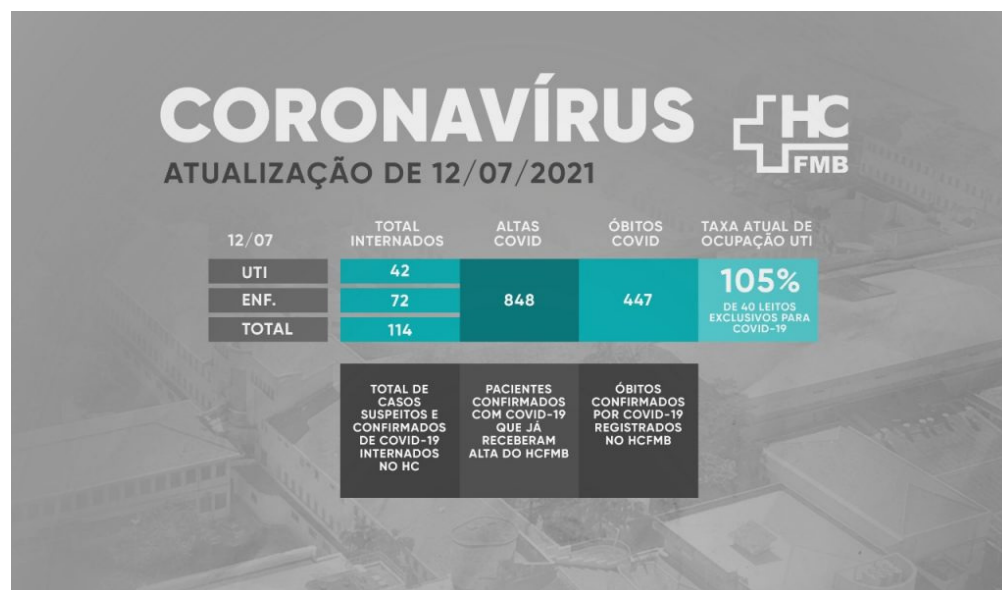 CORONAVÍRUS
HC
FMB
ATUALIZAÇÃO DE 12/07/2021
12/07
TOTAL
INTERNADOS
ALTAS
COVID
ÓBITOS
COVID
TAXA ATUAL DE
OCUPAÇÃO UTI
UTI
42
ENF.
72
TOTAL
114
848
447
105%
DE 40 LEITOS
EXCLUSIVOS PARA
COVID-19
TOTAL DE
CASOS
SUSPEITOS E
CONFIRMADOS
DE COVID-19
INTERNADOS
NO HC
PACIENTES
CONFIRMADOS
COM COVID-19
QUE JÁ
RECEBERAM
ALTA DO HCFMB
ÓBITOS
CONFIRMADOS
POR COVID-19
REGISTRADOS
NO HCFMB